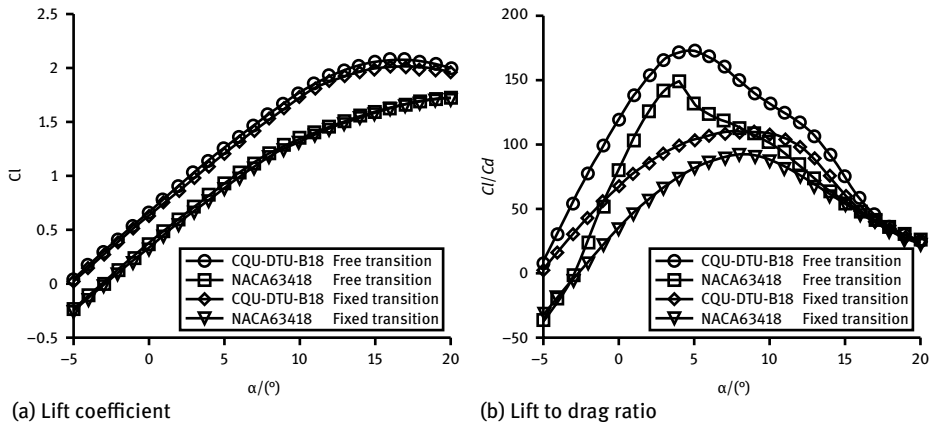 2.5
2
1.5
1
0.5
0
−0.5
Cl
−5 0 5 10 15 20
α/(°)
CQU-DTU-B18 Free transition
NACA63418 Free transition
CQU-DTU-B18 Fixed transition
NACA63418 Fixed transition
(a) Lift coefficient
200
150
100
50
0
−50
Cl/Cd
−5 0 5 10 15 20
α/(°)
CQU-DTU-B18 Free transition
NACA63418 Free transition
CQU-DTU-B18 Fixed transition
NACA63418 Fixed transition
(b) Lift to drag ratio